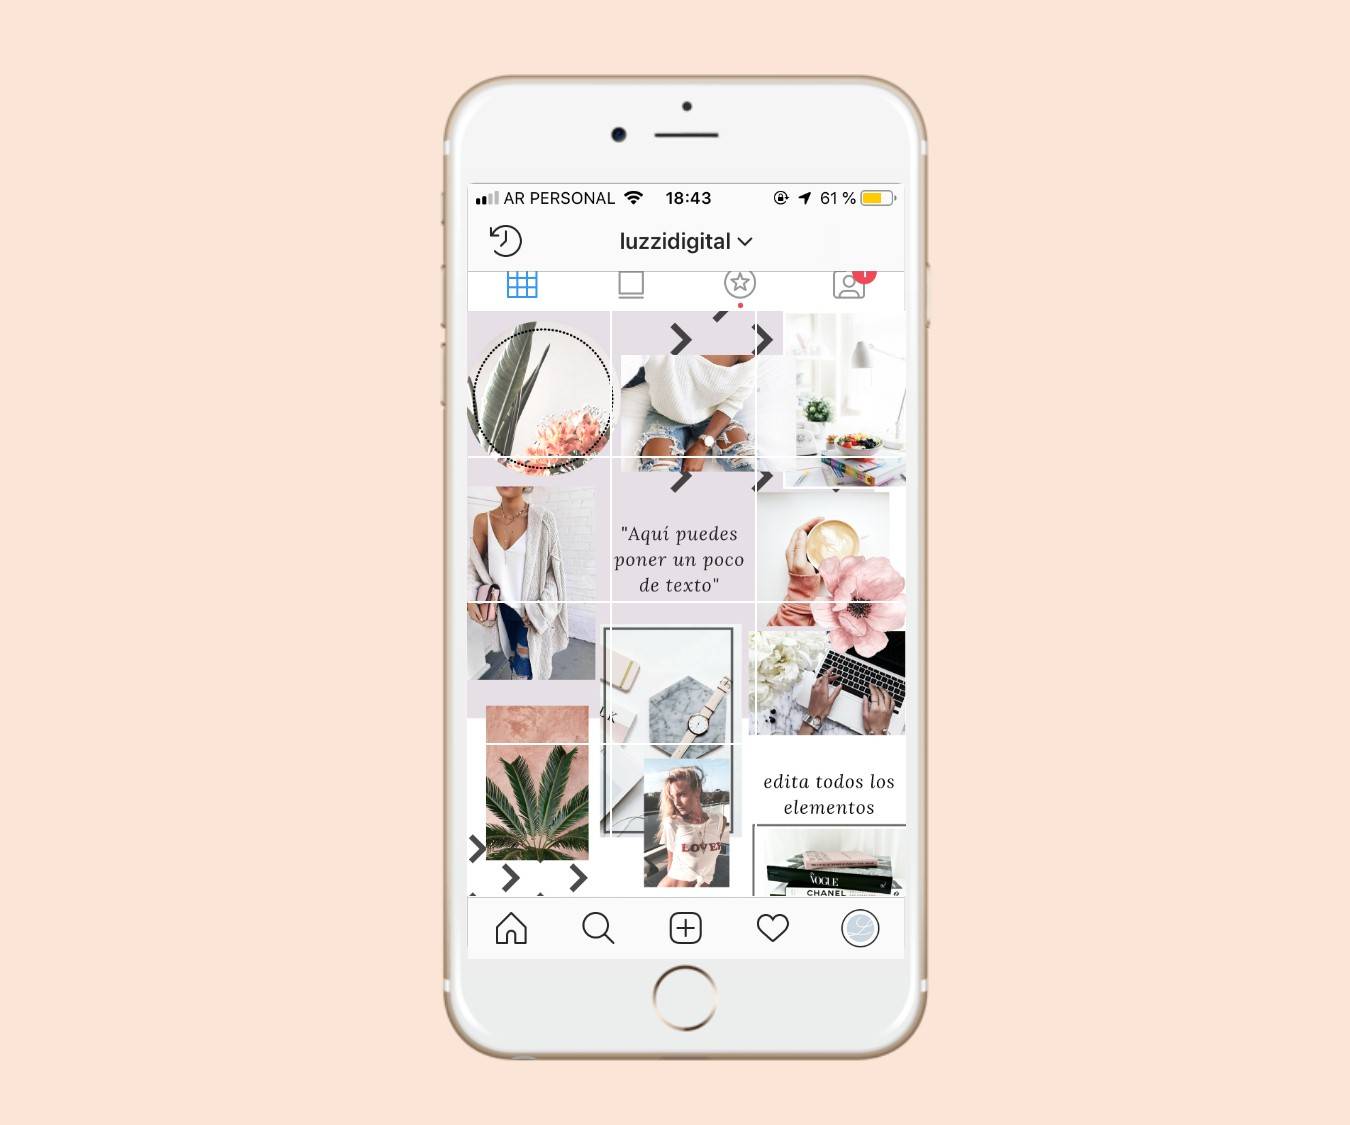 AR PERSONAL 18:43 61 %
luzzidigital
"Aquí puedes
poner un poco
de texto"
edita todos los
elementos
LOVER
VOGUE
CHANEL